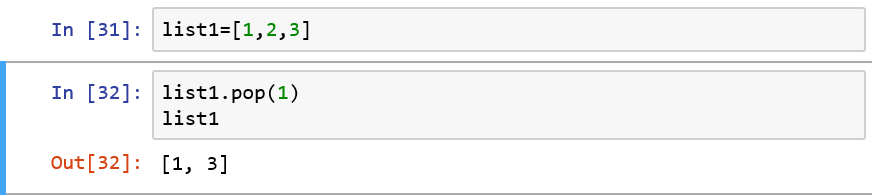 In [31]: list1=[1,2,3]
In [32]: list1.pop(1)
list1
Out[32]: [1, 3]